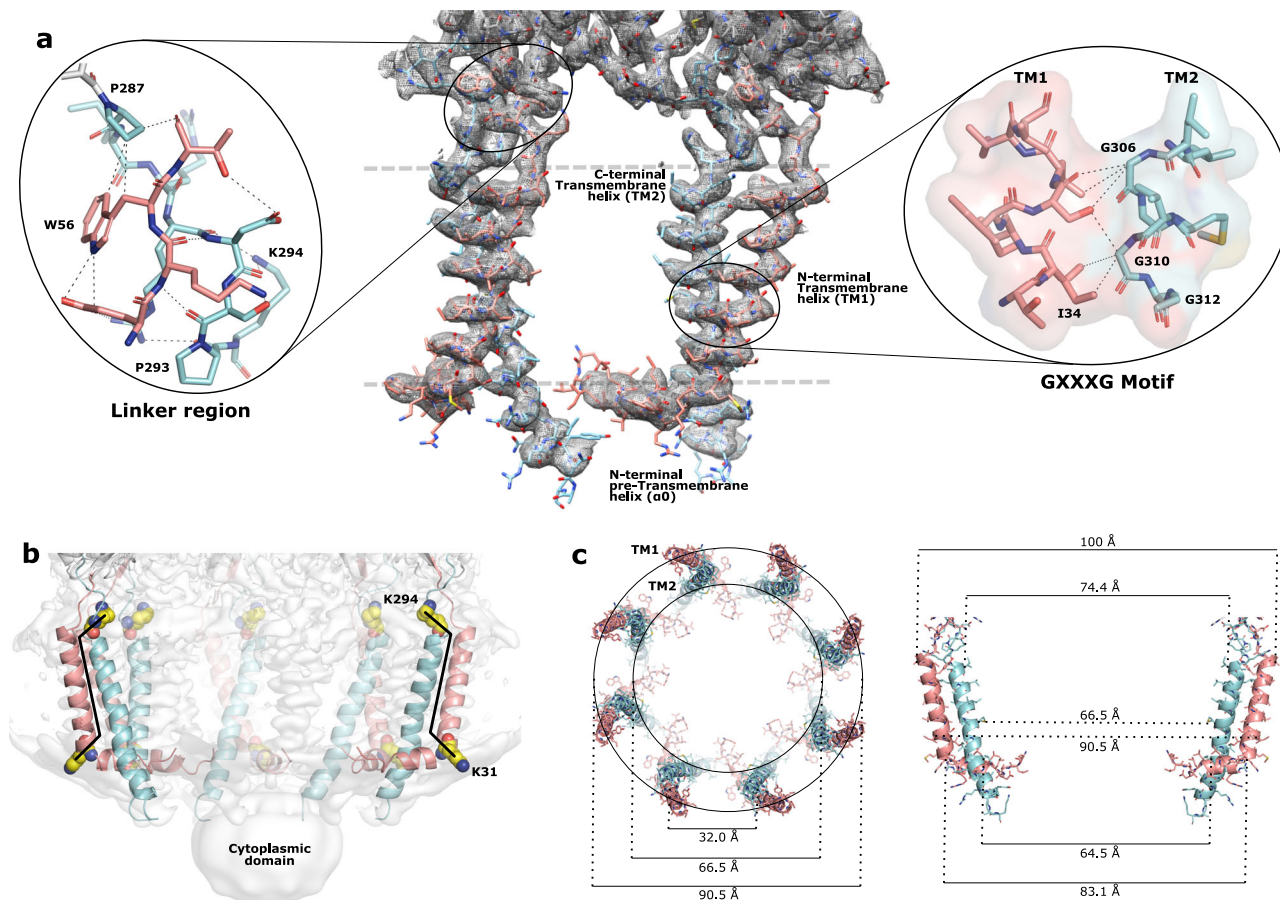 a
P287
W56
K294
P293
Linker region
C-terminal
Transmembrane
helix (TM2)
N-terminal
Transmembrane
helix (TM1)
N-terminal
pre-Transmembrane
helix (α0)
TM1
TM2
G306
G310
G312
I34
GXXXG Motif
b
K294
K31
Cytoplasmic
domain
c
TM1
TM2
32.0 Å
66.5 Å
90.5 Å
100 Å
74.4 Å
66.5 Å
90.5 Å
64.5 Å
83.1 Å